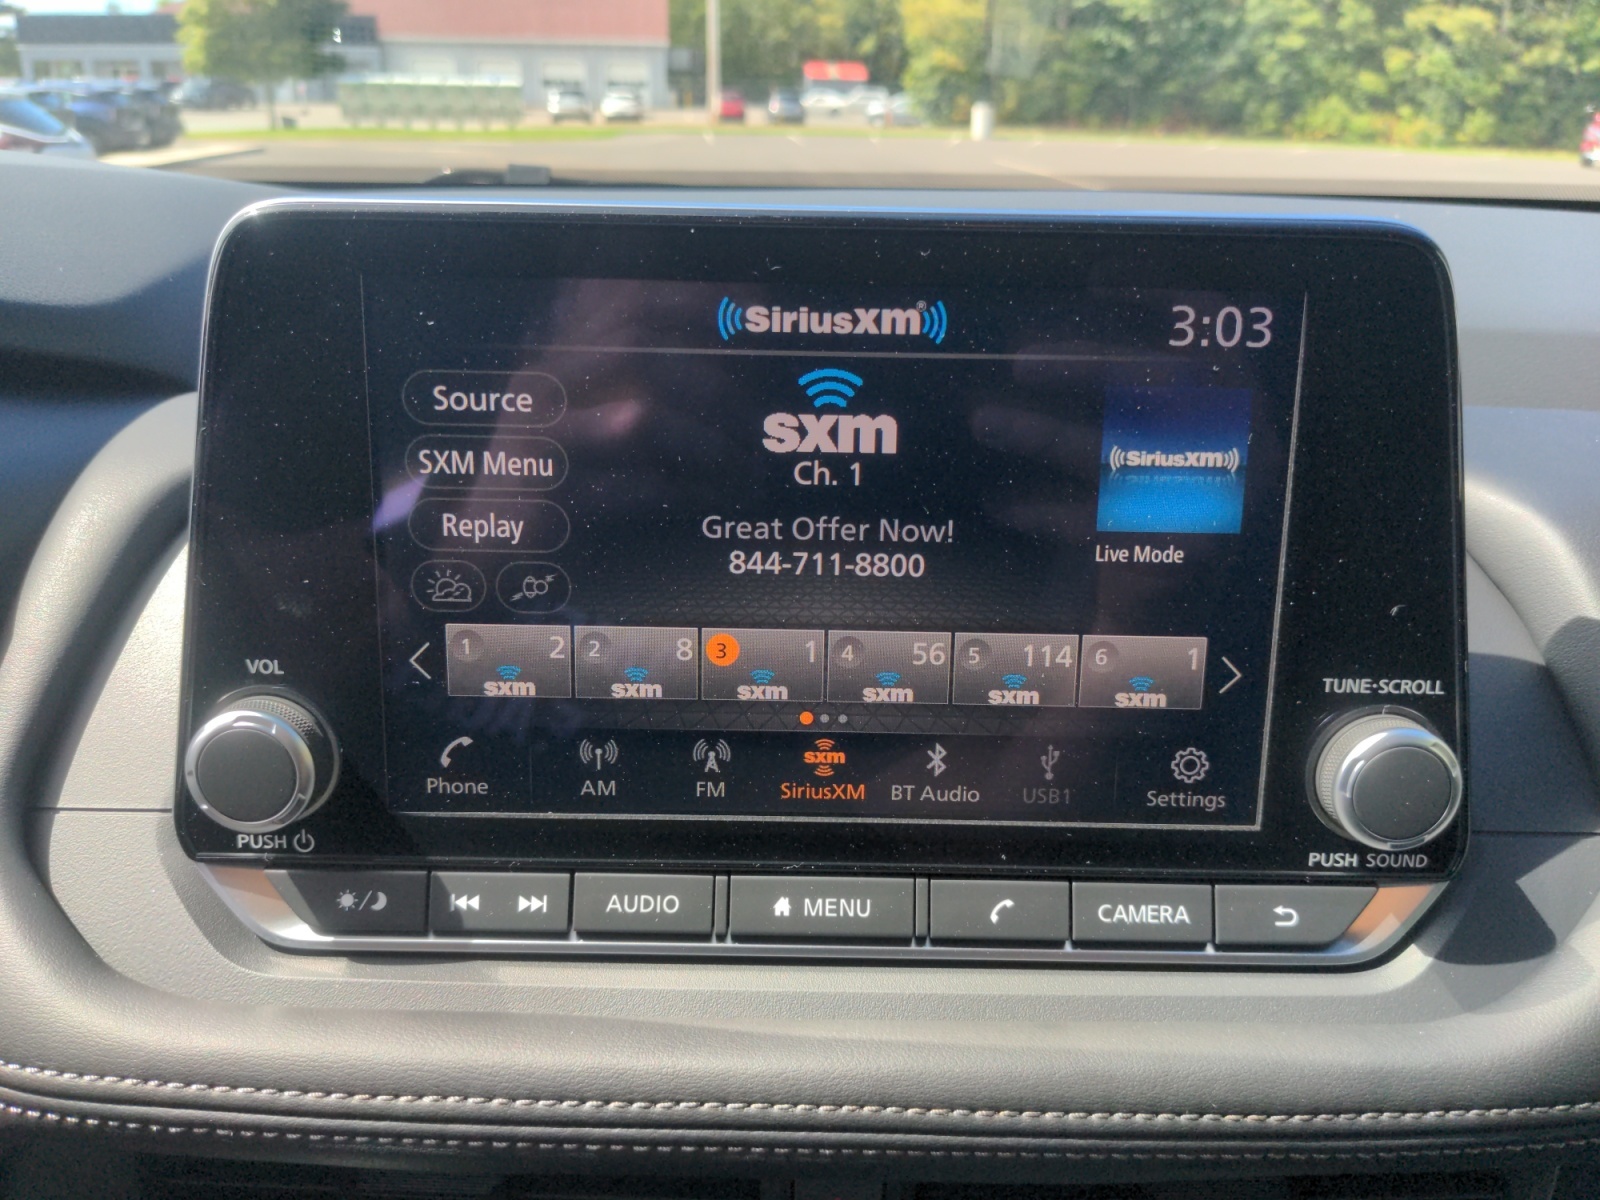 SiriusXM®
3:03
Source
SXM Menu
Replay
sxm
Ch. 1
Great Offer Now!
844-711-8800
SiriusXM
Live Mode
1 2 sxm
2 8 sxm
3 1 sxm
4 56 sxm
5 114 sxm
6 1 sxm
Phone
AM
FM
sxm
SiriusXM
BT Audio
USB1
Settings
VOL
PUSH
TUNE·SCROLL
PUSH SOUND
AUDIO
MENU
CAMERA